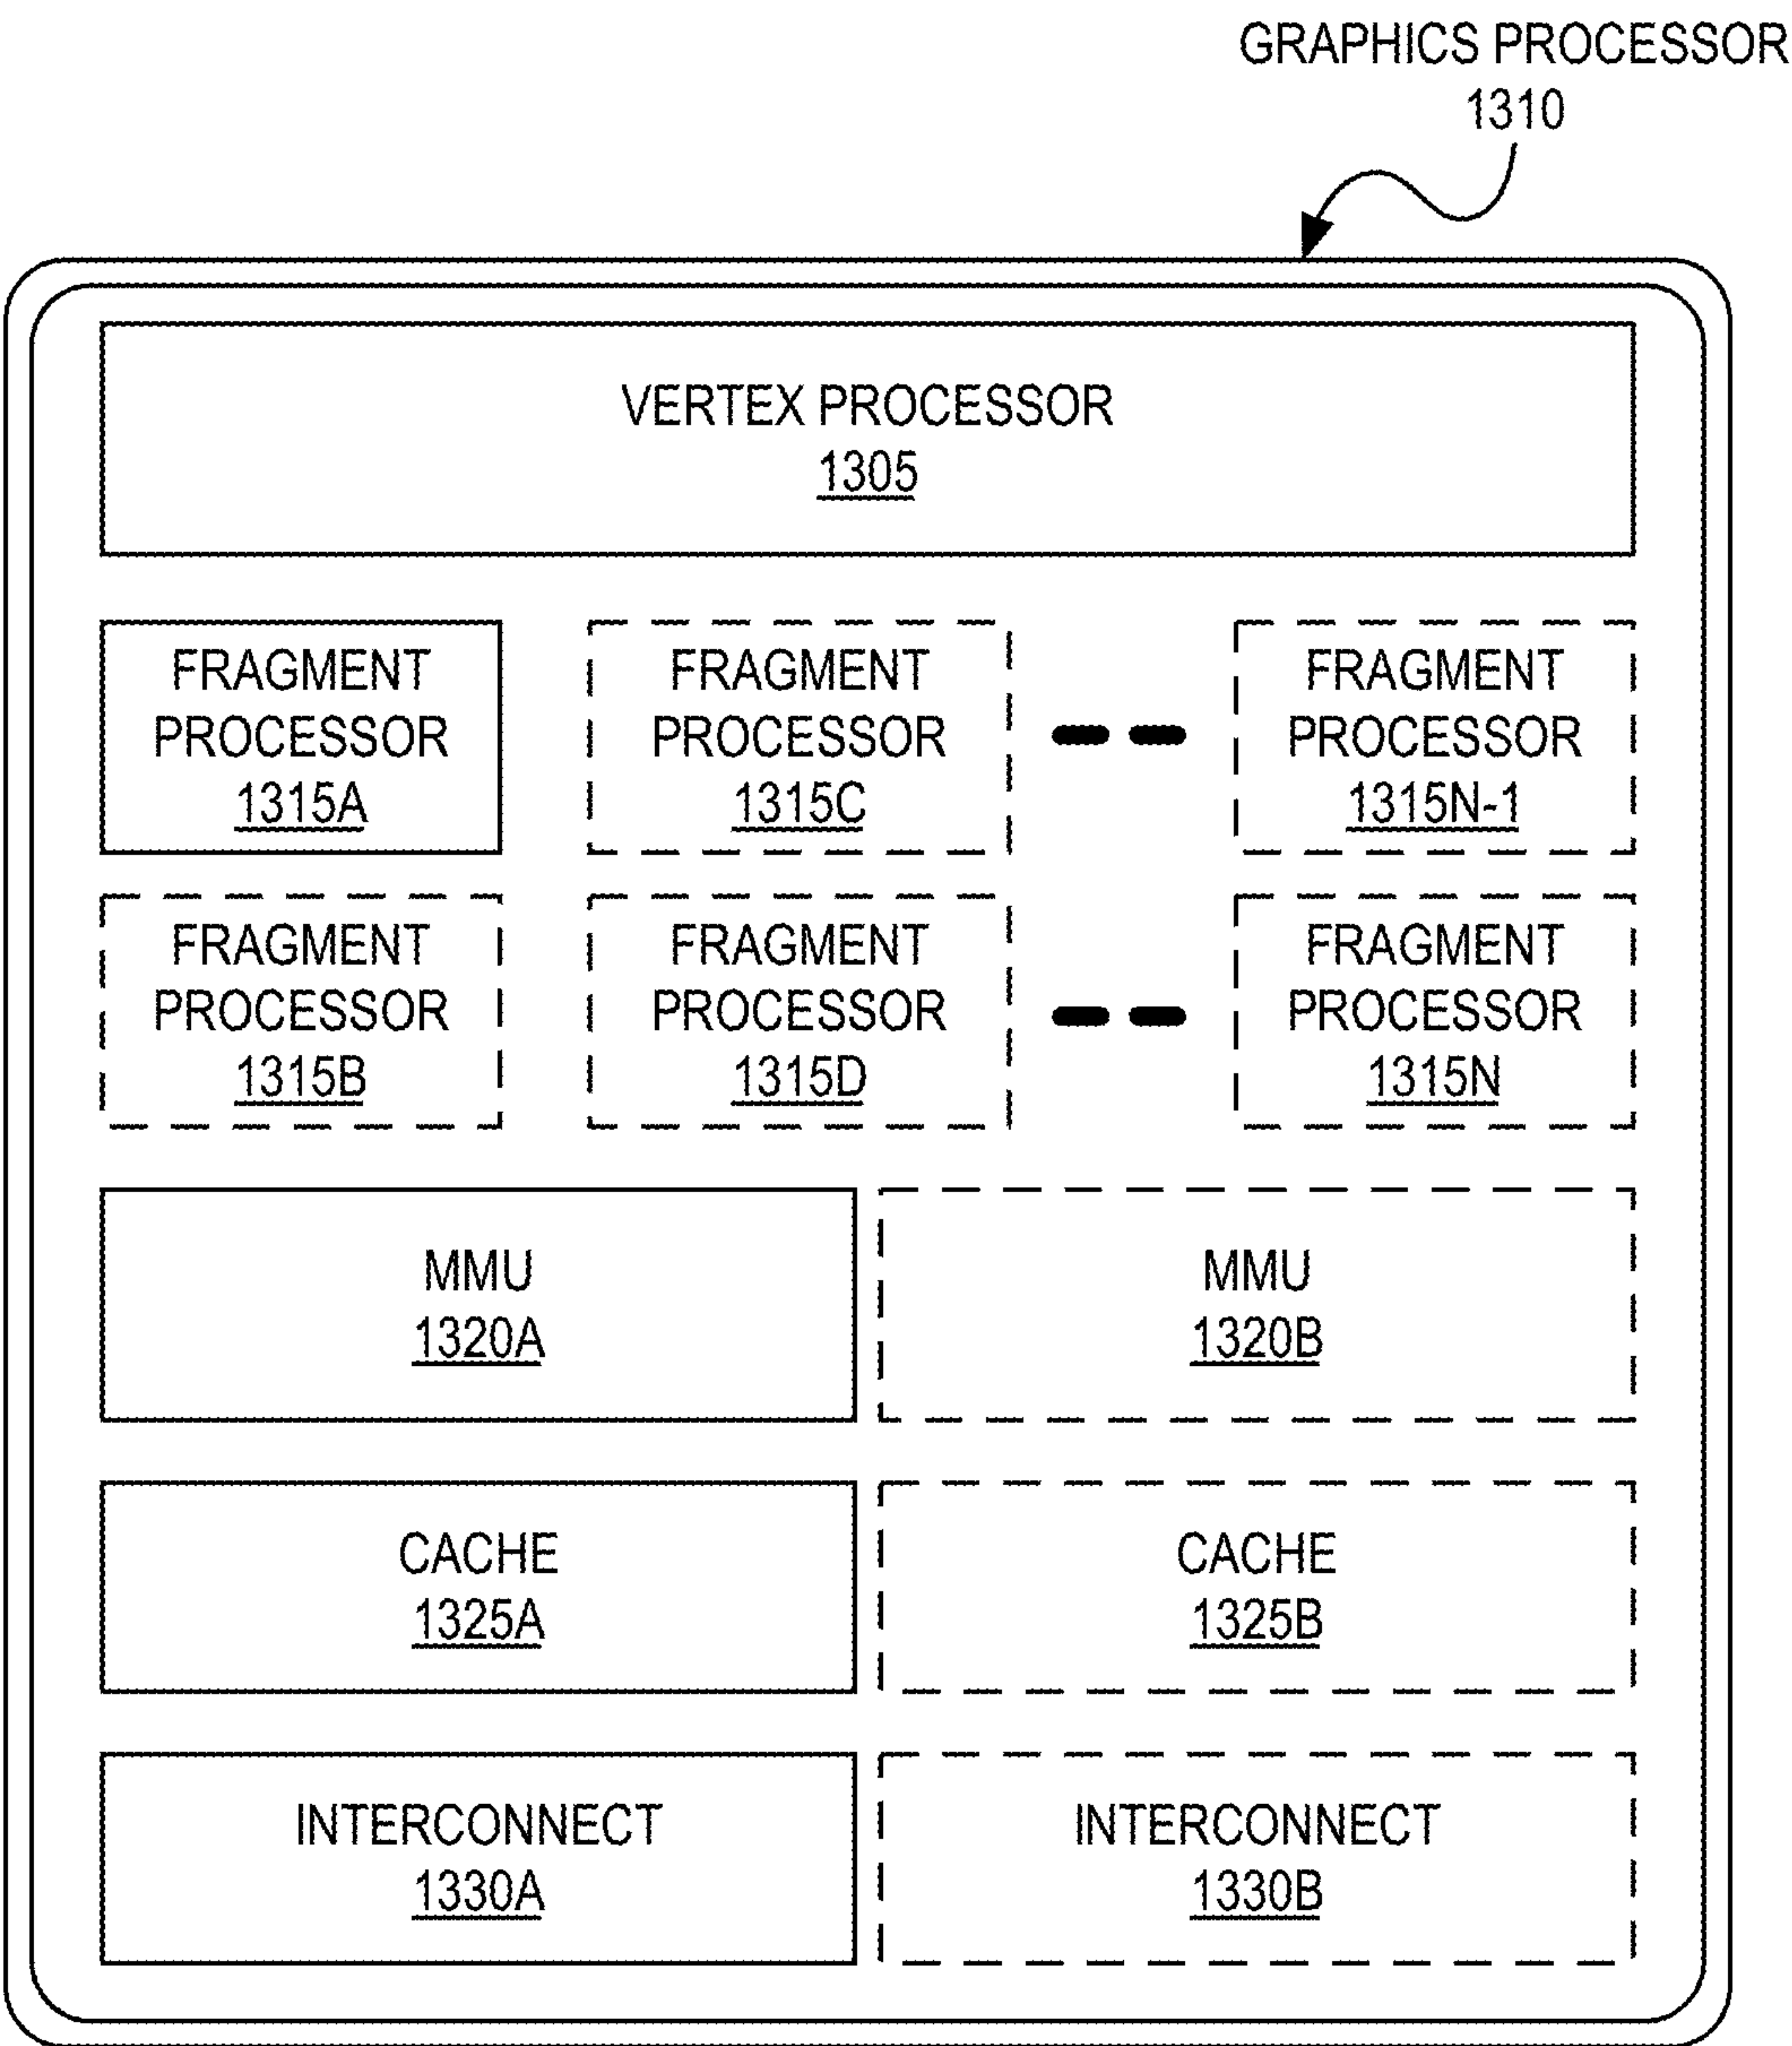 GRAPHICS PROCESSOR
1310
VERTEX PROCESSOR
1305
FRAGMENT
PROCESSOR
1315A
FRAGMENT
PROCESSOR
1315C
FRAGMENT
PROCESSOR
1315N-1
FRAGMENT
PROCESSOR
1315B
FRAGMENT
PROCESSOR
1315D
FRAGMENT
PROCESSOR
1315N
MMU
1320A
MMU
1320B
CACHE
1325A
CACHE
1325B
INTERCONNECT
1330A
INTERCONNECT
1330B